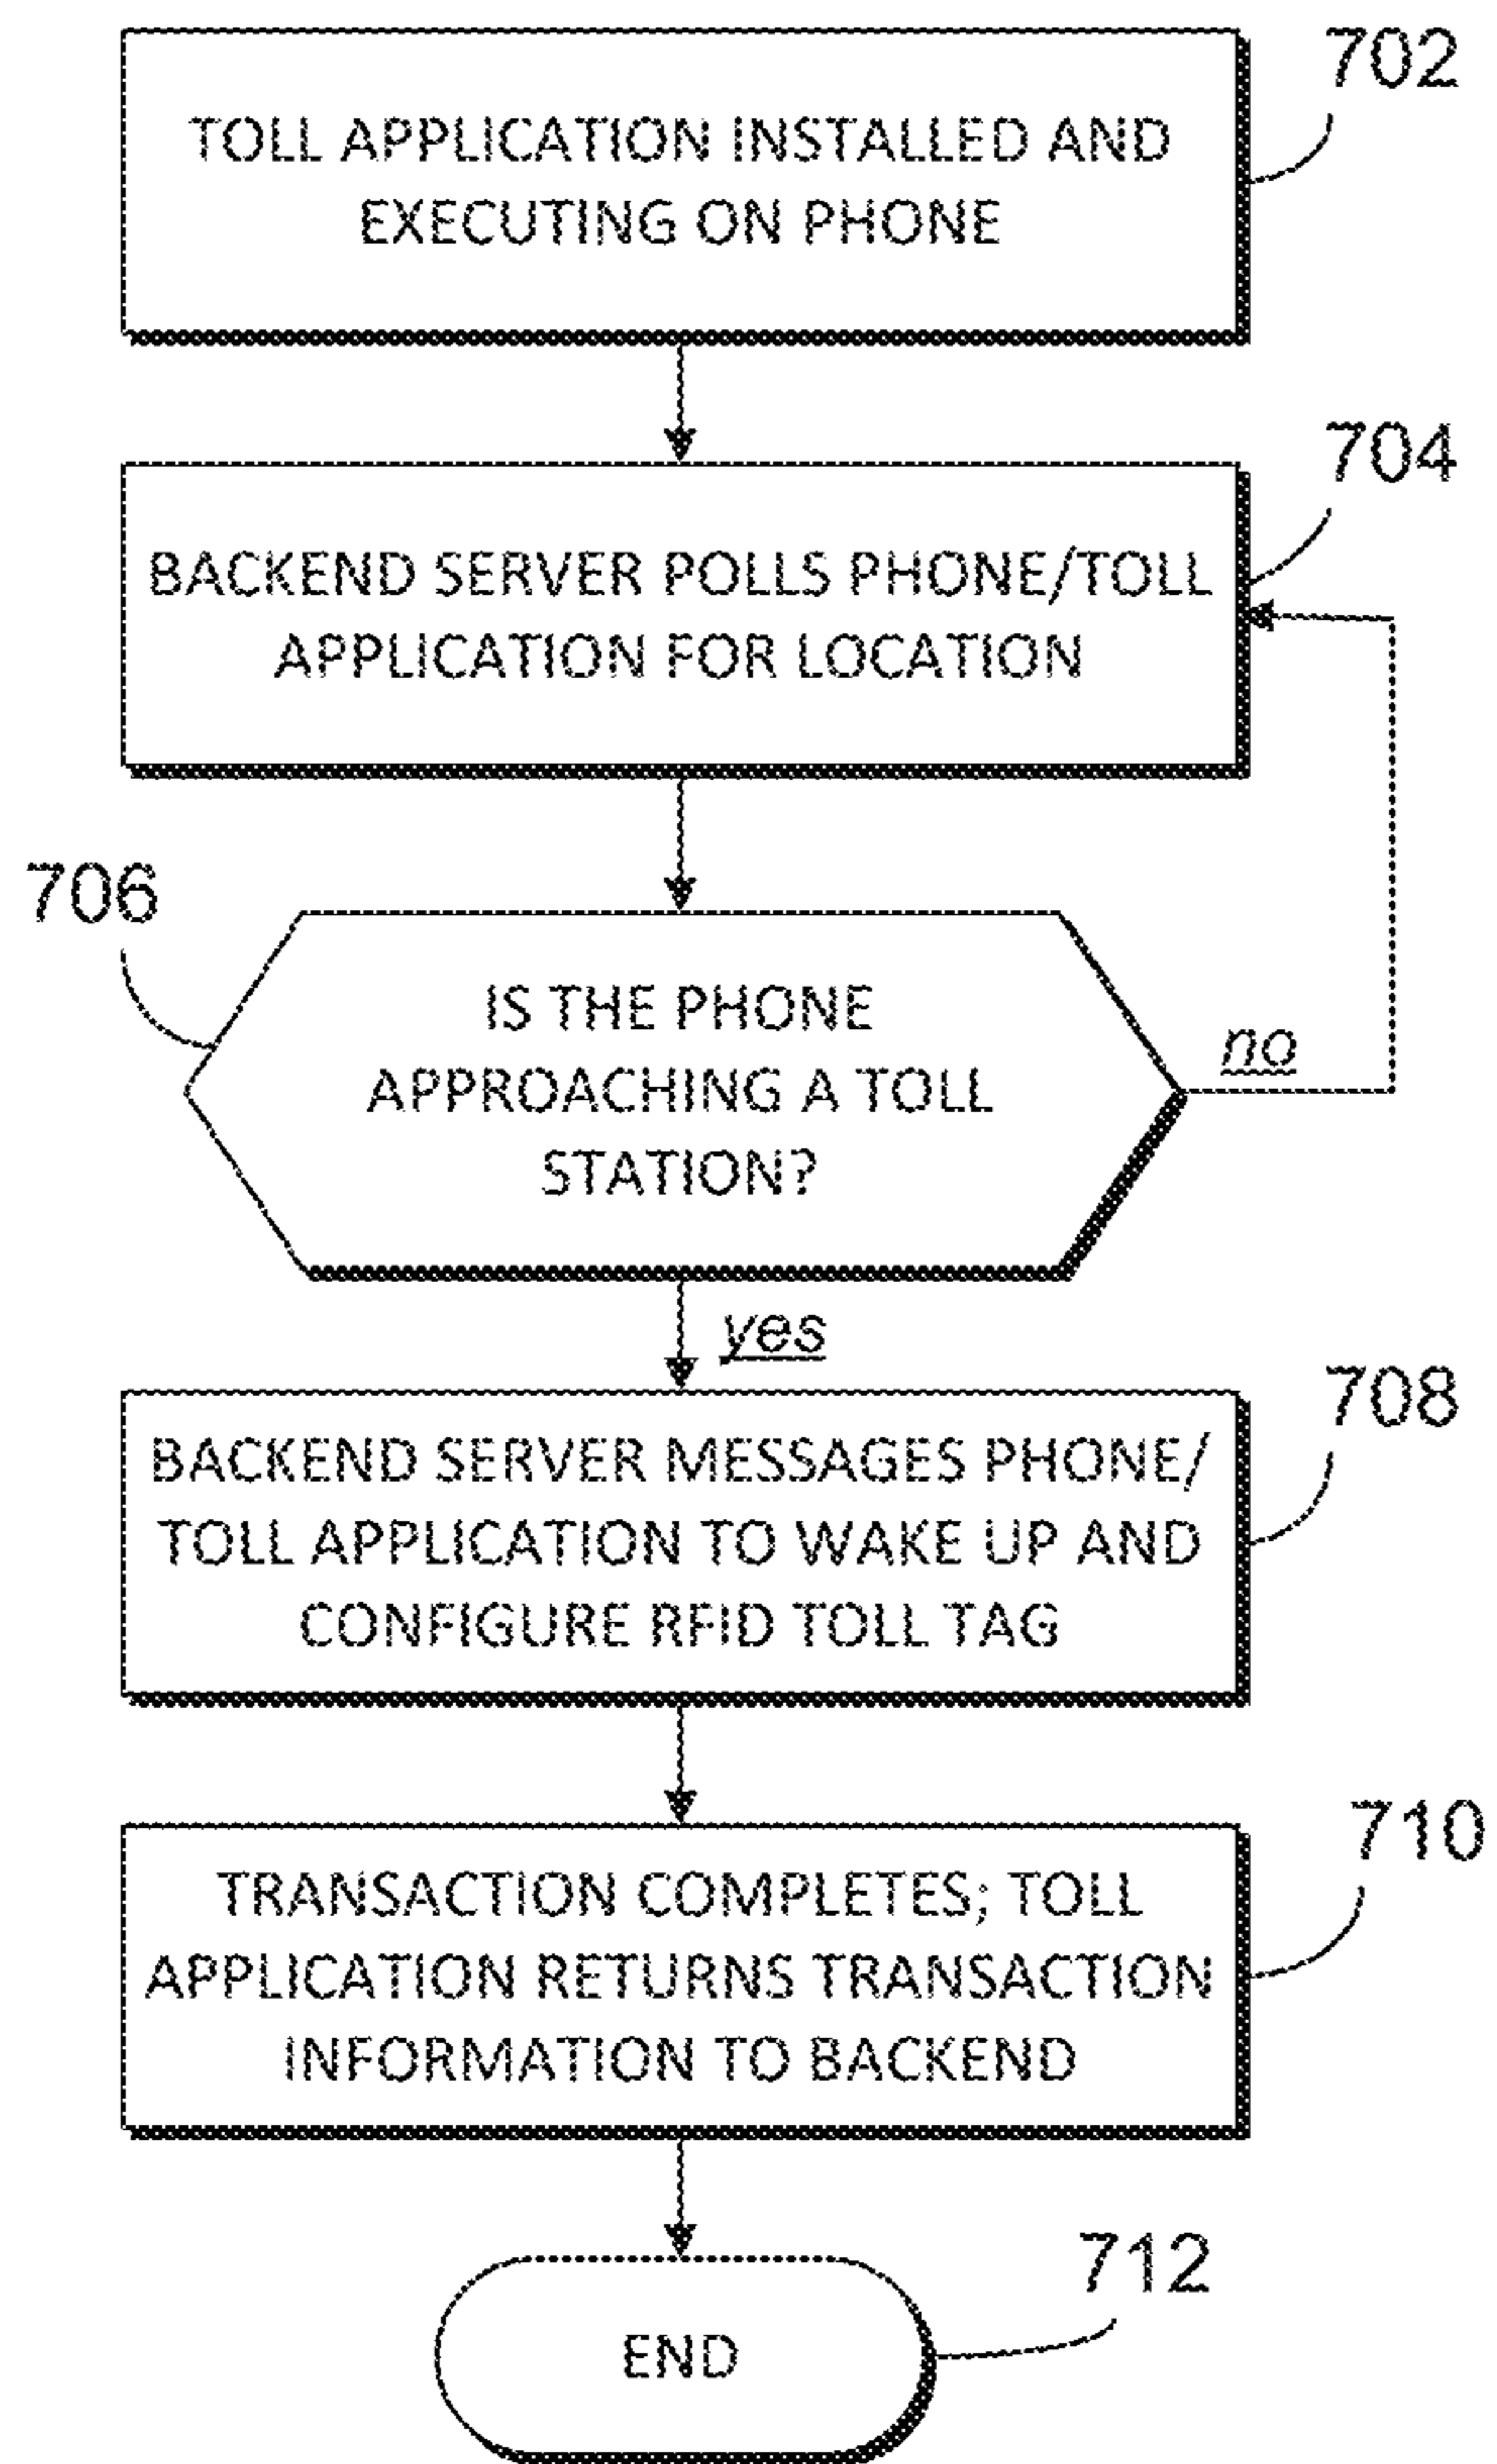 702
TOLL APPLICATION INSTALLED AND
EXECUTING ON PHONE
704
BACKEND SERVER POLLS PHONE/TOLL
APPLICATION FOR LOCATION
706
IS THE PHONE
APPROACHING A TOLL
STATION?
no
yes
708
BACKEND SERVER MESSAGES PHONE/
TOLL APPLICATION TO WAKE UP AND
CONFIGURE RFID TOLL TAG
710
TRANSACTION COMPLETES; TOLL
APPLICATION RETURNS TRANSACTION
INFORMATION TO BACKEND
712
END